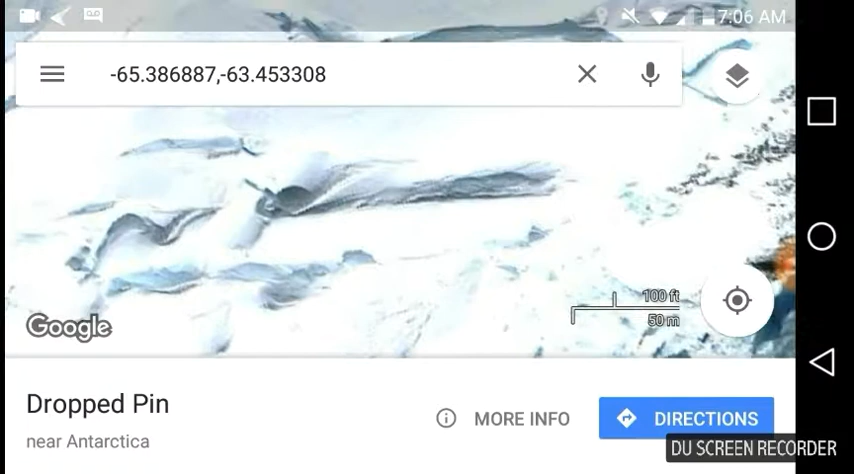 7:06 AM
-65.386887,-63.453308
100 ft
50 m
Google
Dropped Pin
near Antarctica
MORE INFO
DIRECTIONS
DU SCREEN RECORDER